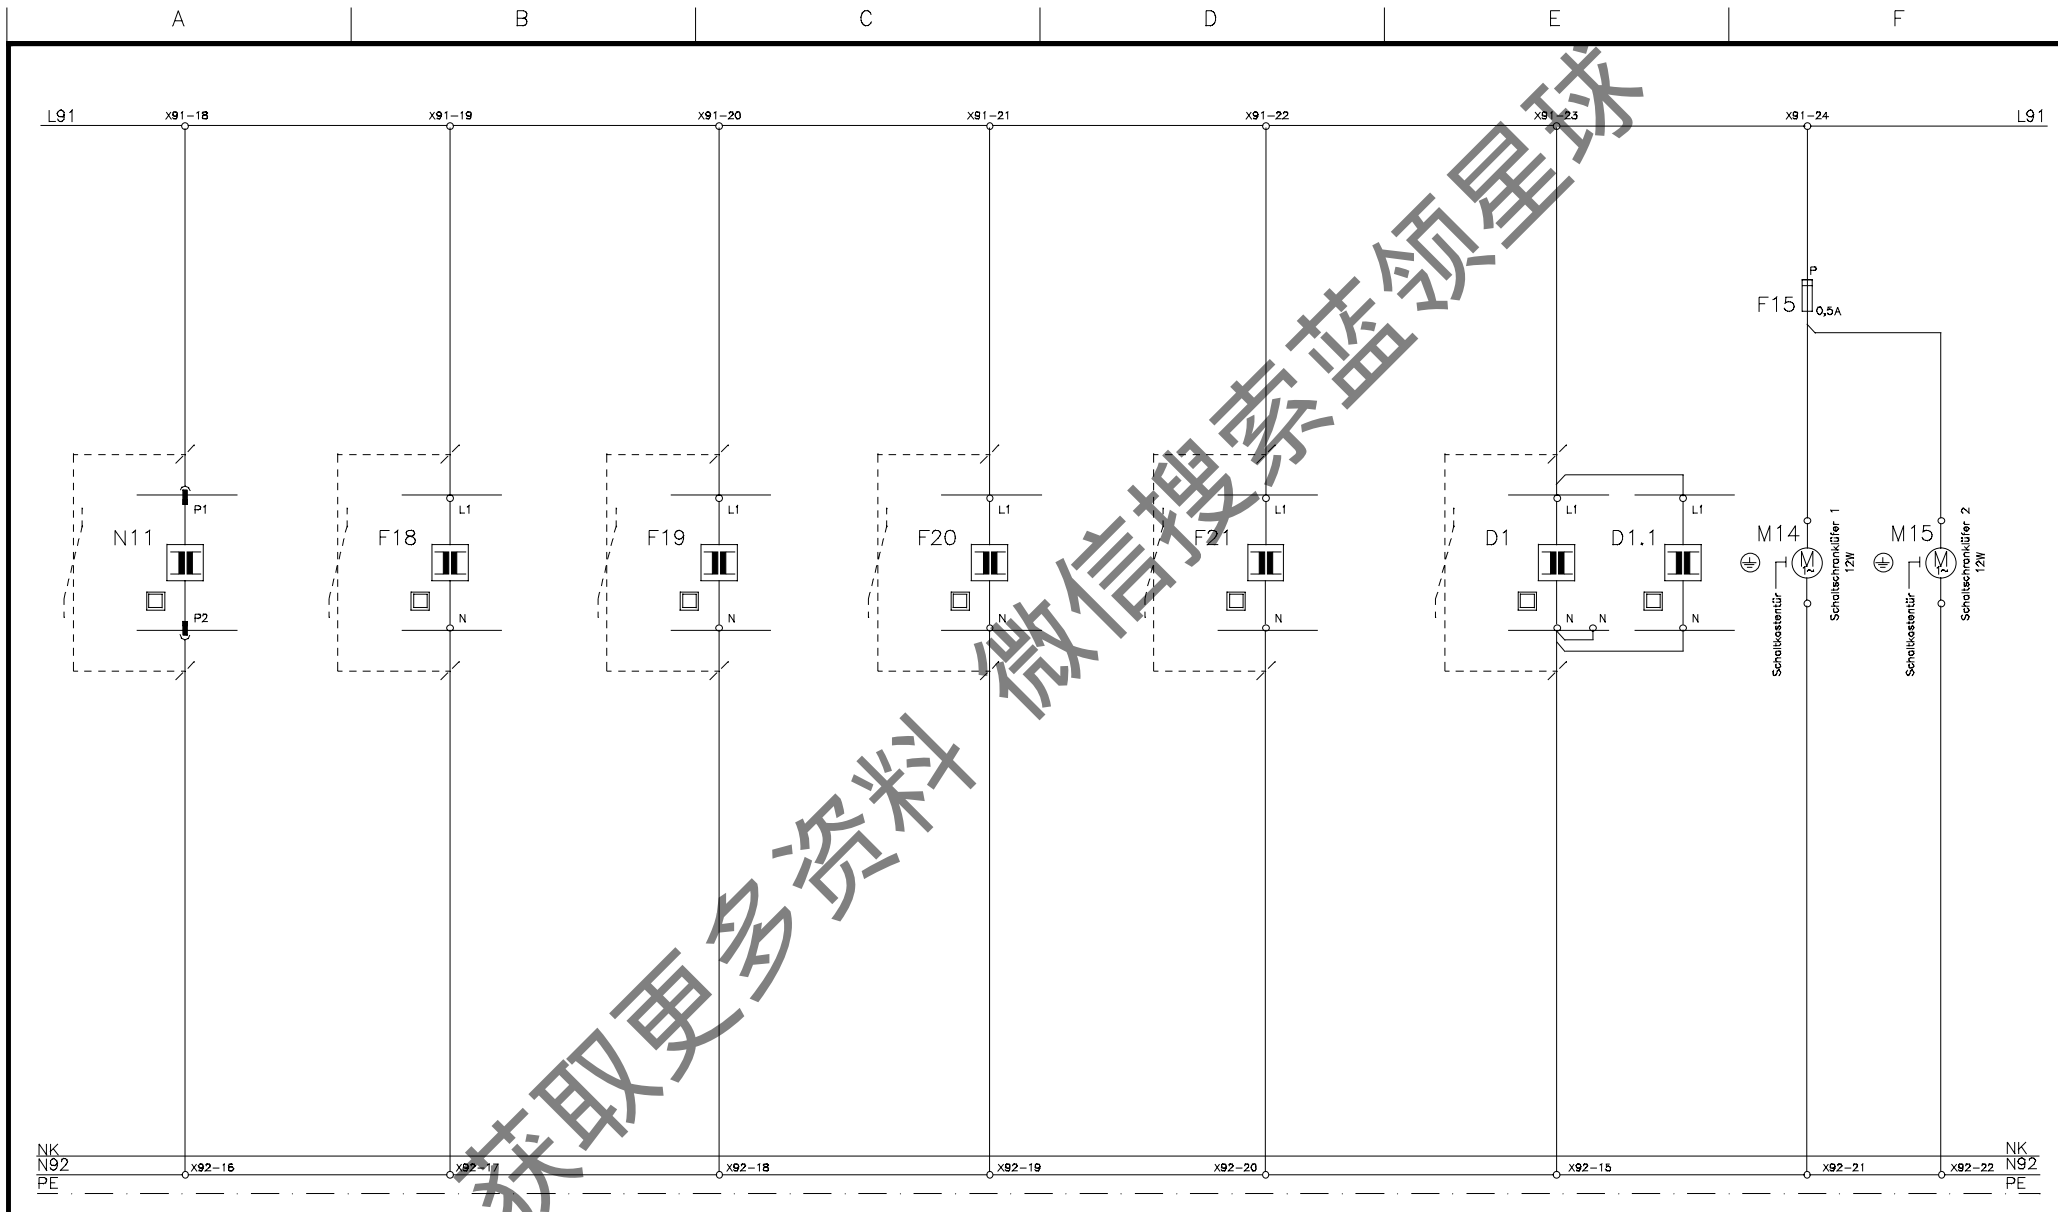 A B C D E F
L91 X91-18 X91-19 X91-20 X91-21 X91-22 X91-23 X91-24 L91
P
F15 0,5A
P1 L1 L1 L1 L1 L1 L1
N11 F18 F19 F20 F21 D1 D1.1 M14 M15
M M
~ ~
Schaltkastentür
Schaltschranklüfer 1
12W
Schaltkastentür
Schaltschranklüfer 2
12W
P2 N N N N N N N
NK NK
N92 X92-16 X92-17 X92-18 X92-19 X92-20 X92-15 X92-21 X92-22 N92
PE PE
获取更多资料 微信搜索蓝领星球